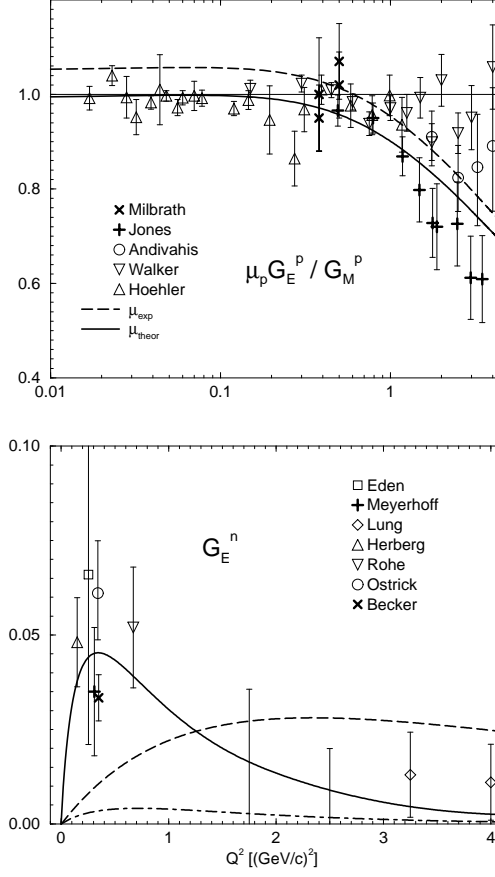 1.0
0.8
0.6
0.4
Milbrath
Jones
Andivahis
Walker
Hoehler
μexp
μtheor
μpGEp / GMp
0.01 0.1 1
0.10
0.05
0.00
Eden
Meyerhoff
Lung
Herberg
Rohe
Ostrick
Becker
GEn
0 1 2 3 4
Q2 [(GeV/c)2]